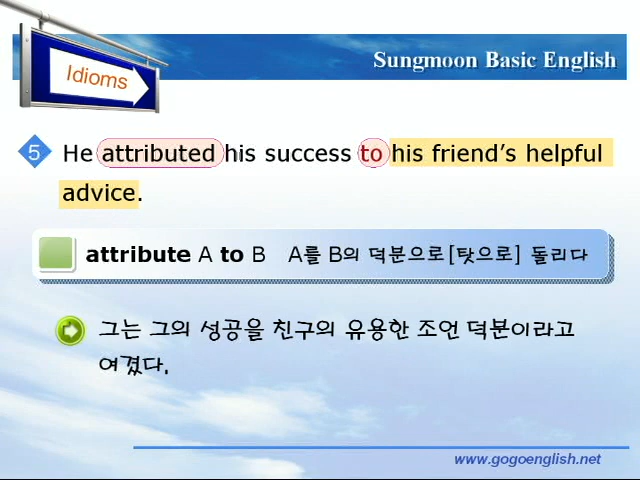 Idioms
Sungmoon Basic English
5 He attributed his success to his friend's helpful
advice.
attribute A to B A를 B의 덕분으로[탓으로] 돌리다
그는 그의 성공을 친구의 유용한 조언 덕분이라고
여겼다.
www.gogoenglish.net